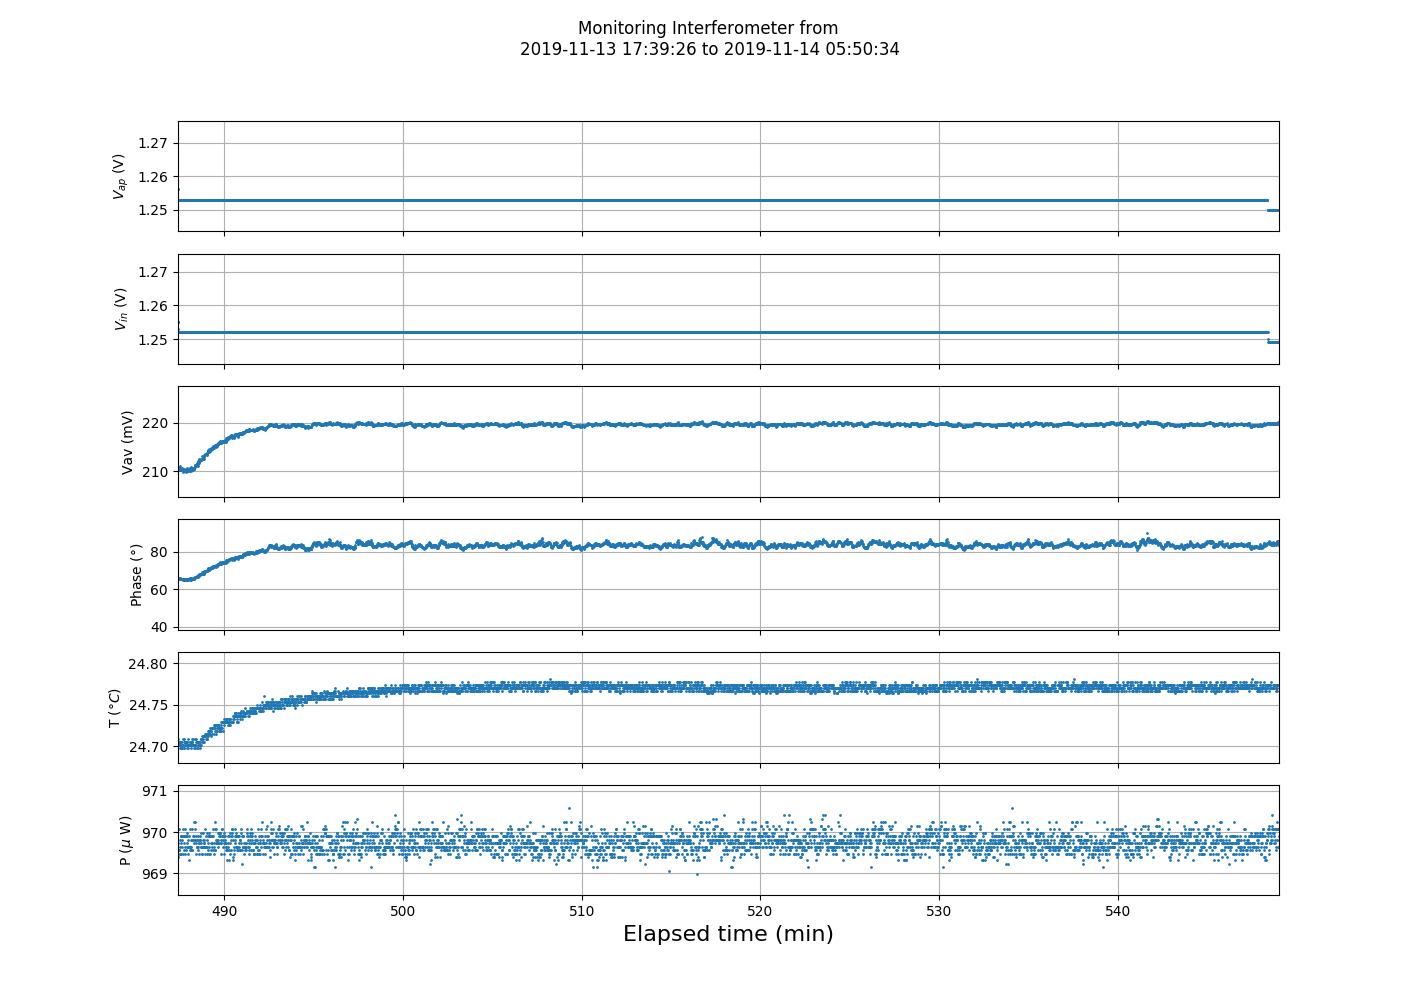 Monitoring Interferometer from
2019-11-13 17:39:26 to 2019-11-14 05:50:34
1.27
1.26
1.25
V_ap (V)
1.27
1.26
1.25
V_in (V)
220
210
Vav (mV)
80
60
40
Phase (°)
24.80
24.75
24.70
T (°C)
971
970
969
P (μ W)
490 500 510 520 530 540
Elapsed time (min)